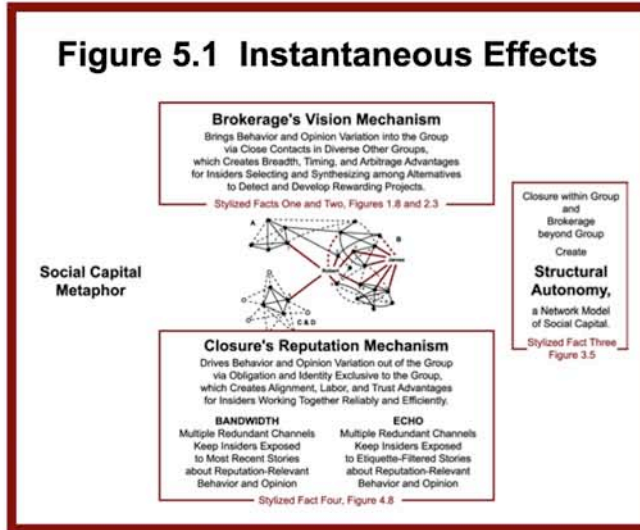 Figure 5.1 Instantaneous Effects
Brokerage's Vision Mechanism
Brings Behavior and Opinion Variation into the Group
via Close Contacts in Diverse Other Groups,
which Creates Breadth, Timing, and Arbitrage Advantages
for Insiders Selecting and Synthesizing among Alternatives
to Detect and Develop Rewarding Projects.
Stylized Facts One and Two, Figures 1.8 and 2.3
Social Capital
Metaphor
A
B
Robert
James
C & D
Closure within Group
and
Brokerage
beyond Group
Create
Structural
Autonomy,
a Network Model
of Social Capital.
Stylized Fact Three
Figure 3.5
Closure's Reputation Mechanism
Drives Behavior and Opinion Variation out of the Group
via Obligation and Identity Exclusive to the Group,
which Creates Alignment, Labor, and Trust Advantages
for Insiders Working Together Reliably and Efficiently.
BANDWIDTH
Multiple Redundant Channels
Keep Insiders Exposed
to Most Recent Stories
about Reputation-Relevant
Behavior and Opinion
ECHO
Multiple Redundant Channels
Keep Insiders Exposed
to Etiquette-Filtered Stories
about Reputation-Relevant
Behavior and Opinion
Stylized Fact Four, Figure 4.8